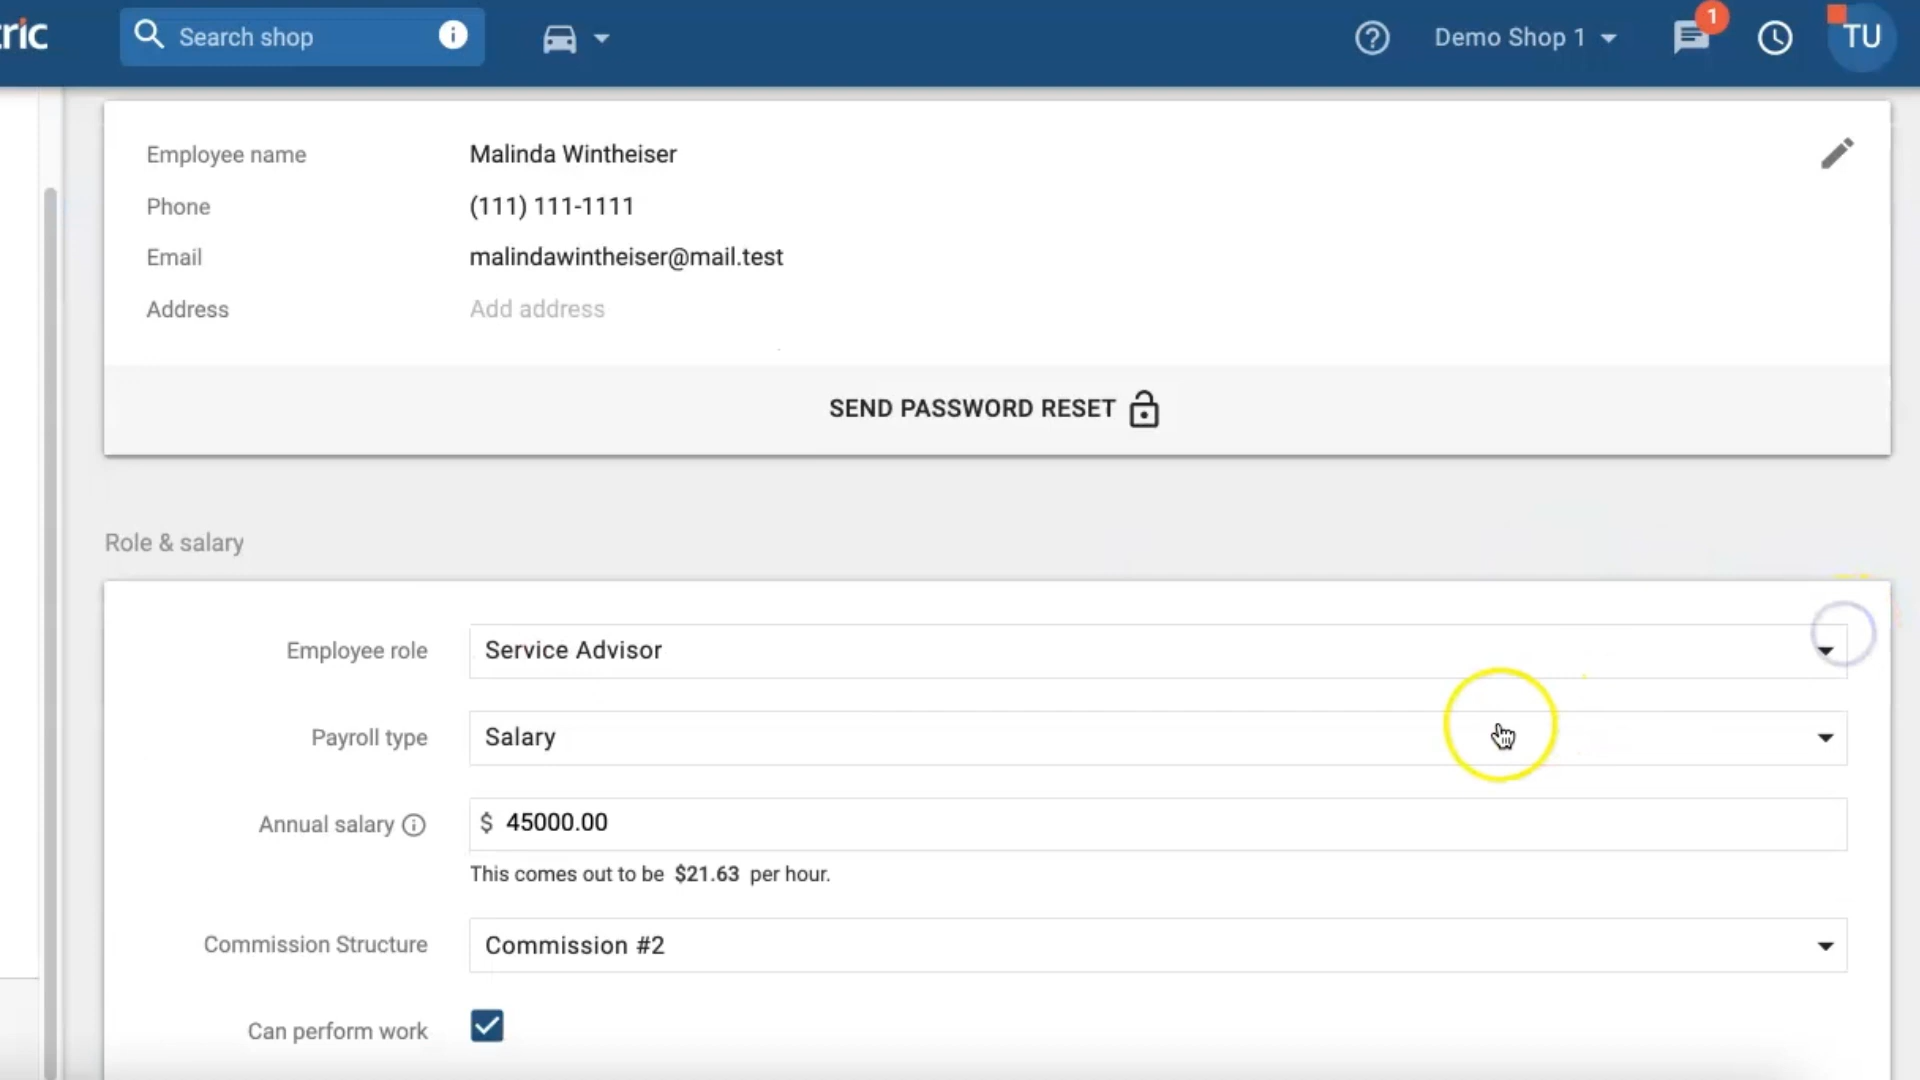 ric
Search shop
Demo Shop 1
1
TU
Employee name
Malinda Wintheiser
Phone
(111) 111-1111
Email
malindawintheiser@mail.test
Address
Add address
SEND PASSWORD RESET
Role & salary
Employee role
Service Advisor
Payroll type
Salary
Annual salary
$ 45000.00
This comes out to be $21.63 per hour.
Commission Structure
Commission #2
Can perform work